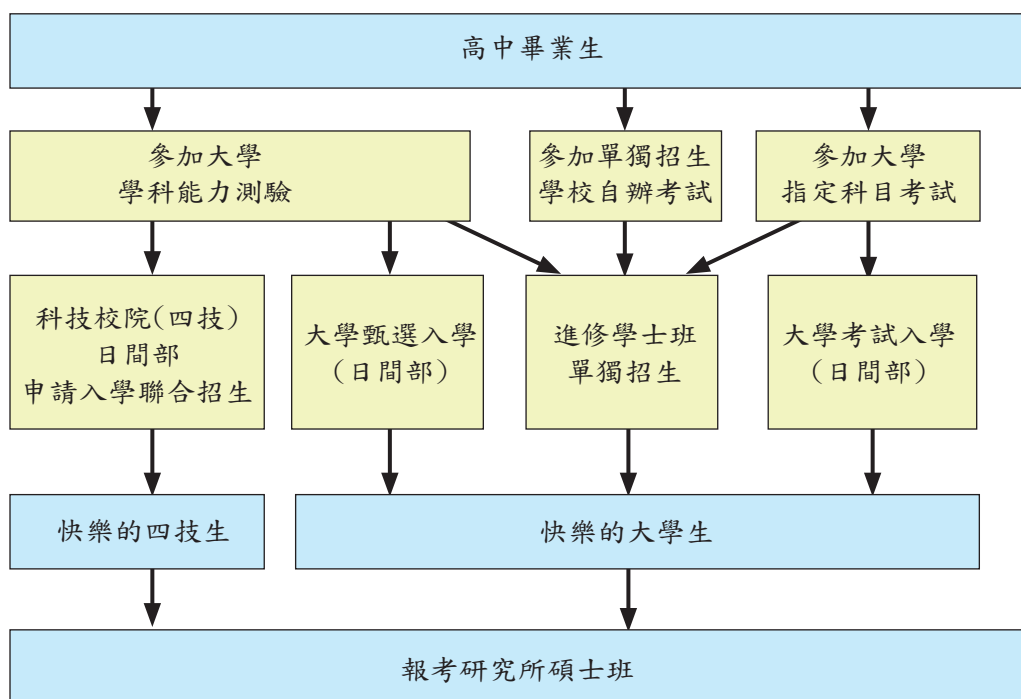 高中畢業生
參加大學
學科能力測驗
參加單獨招生
學校自辦考試
參加大學
指定科目考試
科技校院(四技)
日間部
申請入學聯合招生
大學甄選入學
(日間部)
進修學士班
單獨招生
大學考試入學
(日間部)
快樂的四技生
快樂的大學生
報考研究所碩士班